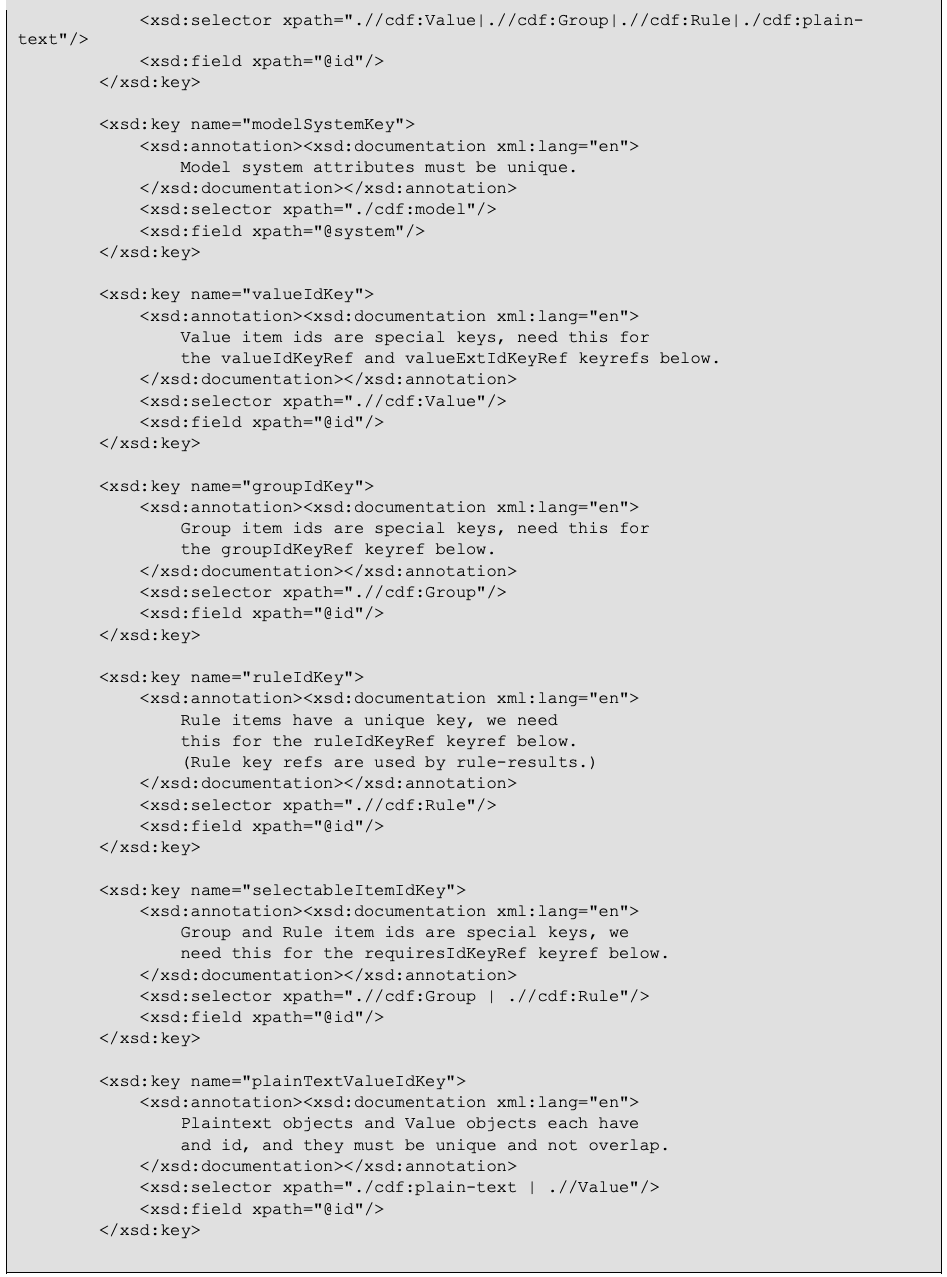 <xsd:selector xpath=".//cdf:Value|.//cdf:Group|.//cdf:Rule|./cdf:plain-
text"/>
            <xsd:field xpath="@id"/>
        </xsd:key>

        <xsd:key name="modelSystemKey">
            <xsd:annotation><xsd:documentation xml:lang="en">
                Model system attributes must be unique.
            </xsd:documentation></xsd:annotation>
            <xsd:selector xpath="./cdf:model"/>
            <xsd:field xpath="@system"/>
        </xsd:key>

        <xsd:key name="valueIdKey">
            <xsd:annotation><xsd:documentation xml:lang="en">
                Value item ids are special keys, need this for
                the valueIdKeyRef and valueExtIdKeyRef keyrefs below.
            </xsd:documentation></xsd:annotation>
            <xsd:selector xpath=".//cdf:Value"/>
            <xsd:field xpath="@id"/>
        </xsd:key>

        <xsd:key name="groupIdKey">
            <xsd:annotation><xsd:documentation xml:lang="en">
                Group item ids are special keys, need this for
                the groupIdKeyRef keyref below.
            </xsd:documentation></xsd:annotation>
            <xsd:selector xpath=".//cdf:Group"/>
            <xsd:field xpath="@id"/>
        </xsd:key>

        <xsd:key name="ruleIdKey">
            <xsd:annotation><xsd:documentation xml:lang="en">
                Rule items have a unique key, we need
                this for the ruleIdKeyRef keyref below.
                (Rule key refs are used by rule-results.)
            </xsd:documentation></xsd:annotation>
            <xsd:selector xpath=".//cdf:Rule"/>
            <xsd:field xpath="@id"/>
        </xsd:key>

        <xsd:key name="selectableItemIdKey">
            <xsd:annotation><xsd:documentation xml:lang="en">
                Group and Rule item ids are special keys, we
                need this for the requiresIdKeyRef keyref below.
            </xsd:documentation></xsd:annotation>
            <xsd:selector xpath=".//cdf:Group | .//cdf:Rule"/>
            <xsd:field xpath="@id"/>
        </xsd:key>

        <xsd:key name="plainTextValueIdKey">
            <xsd:annotation><xsd:documentation xml:lang="en">
                Plaintext objects and Value objects each have
                and id, and they must be unique and not overlap.
            </xsd:documentation></xsd:annotation>
            <xsd:selector xpath="./cdf:plain-text | .//Value"/>
            <xsd:field xpath="@id"/>
        </xsd:key>